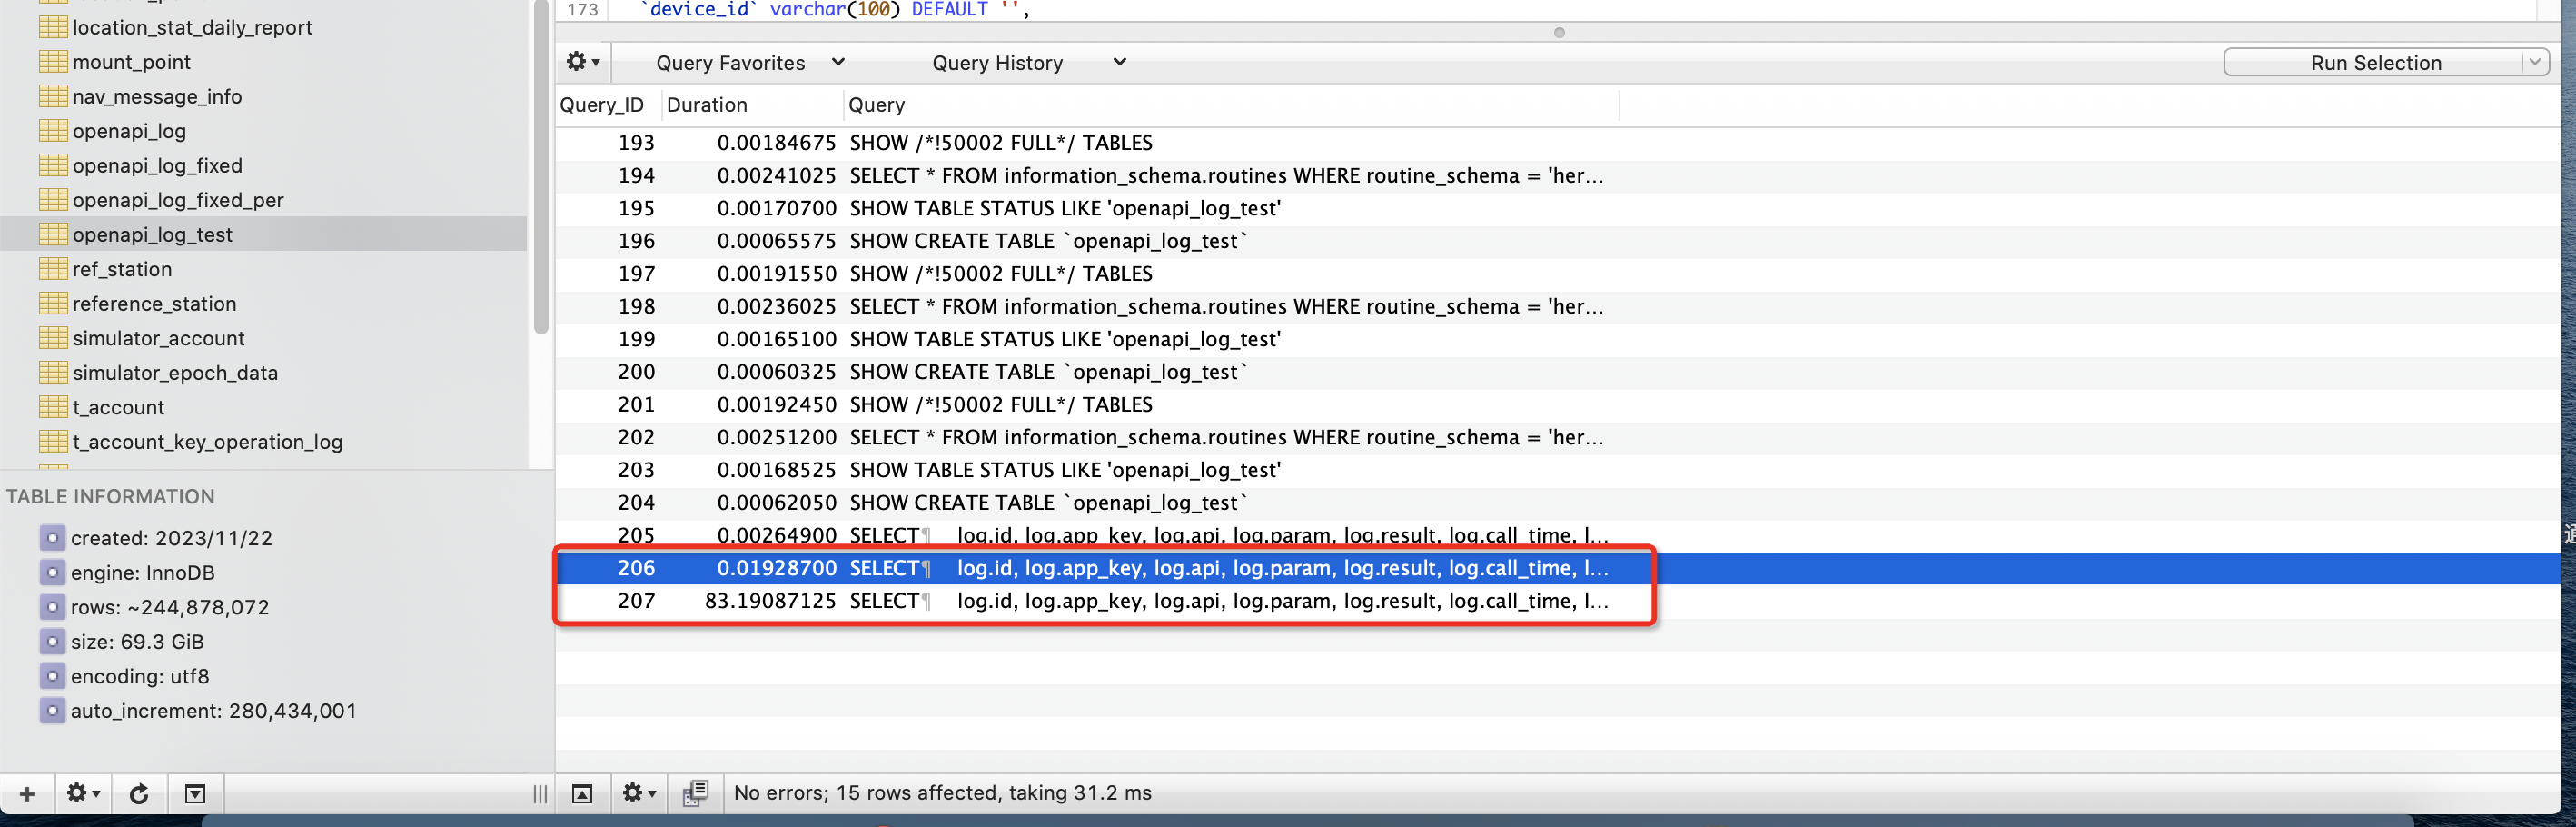 location_stat_daily_report
mount_point
nav_message_info
openapi_log
openapi_log_fixed
openapi_log_fixed_per
openapi_log_test
ref_station
reference_station
simulator_account
simulator_epoch_data
t_account
t_account_key_operation_log
TABLE INFORMATION
created: 2023/11/22
engine: InnoDB
rows: ~244,878,072
size: 69.3 GiB
encoding: utf8
auto_increment: 280,434,001
173 `device_id` varchar(100) DEFAULT '',
Query Favorites Query History Run Selection
Query_ID Duration Query
193 0.00184675 SHOW /*!50002 FULL*/ TABLES
194 0.00241025 SELECT * FROM information_schema.routines WHERE routine_schema = 'her...
195 0.00170700 SHOW TABLE STATUS LIKE 'openapi_log_test'
196 0.00065575 SHOW CREATE TABLE `openapi_log_test`
197 0.00191550 SHOW /*!50002 FULL*/ TABLES
198 0.00236025 SELECT * FROM information_schema.routines WHERE routine_schema = 'her...
199 0.00165100 SHOW TABLE STATUS LIKE 'openapi_log_test'
200 0.00060325 SHOW CREATE TABLE `openapi_log_test`
201 0.00192450 SHOW /*!50002 FULL*/ TABLES
202 0.00251200 SELECT * FROM information_schema.routines WHERE routine_schema = 'her...
203 0.00168525 SHOW TABLE STATUS LIKE 'openapi_log_test'
204 0.00062050 SHOW CREATE TABLE `openapi_log_test`
205 0.00264900 SELECT¶ log.id, log.app_key, log.api, log.param, log.result, log.call_time, l...
206 0.01928700 SELECT¶ log.id, log.app_key, log.api, log.param, log.result, log.call_time, l...
207 83.19087125 SELECT¶ log.id, log.app_key, log.api, log.param, log.result, log.call_time, l...
No errors; 15 rows affected, taking 31.2 ms